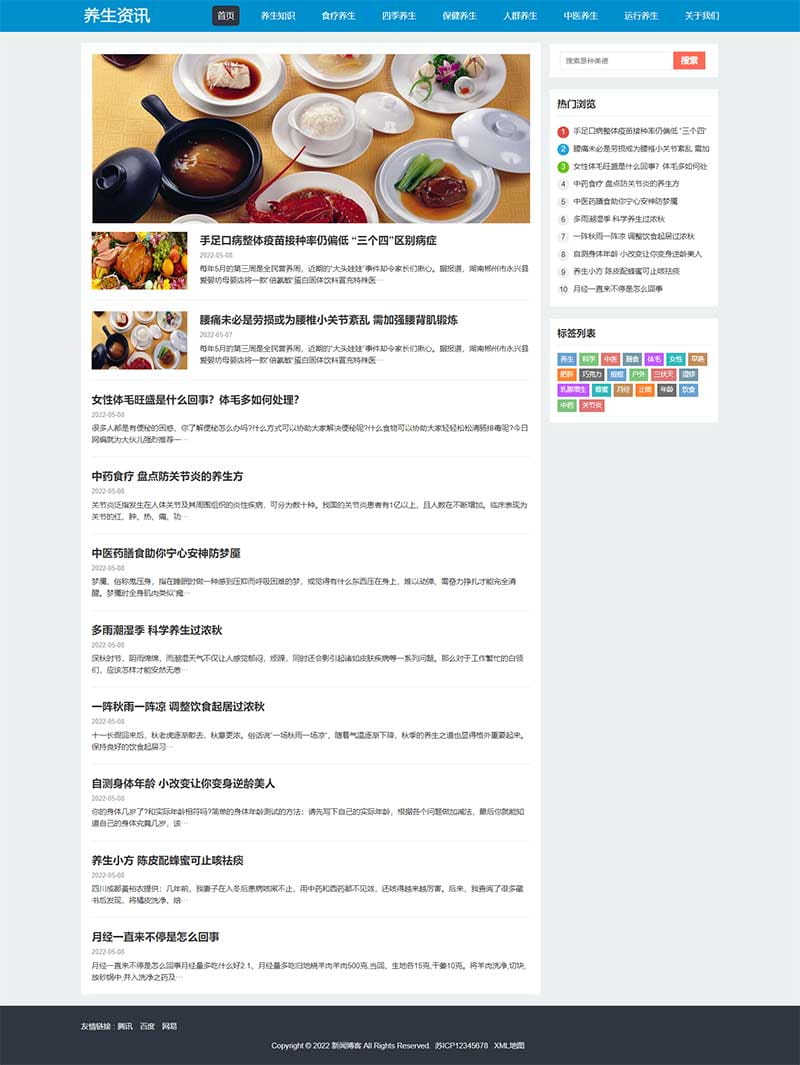 养生资讯
首页 养生知识 食疗养生 四季养生 保健养生 人群养生 中医养生 运行养生 关于我们
手足口病整体疫苗接种率仍偏低 “三个四”区别病症
2022-05-08
每年5月的第三周是全民营养周，近期的“大头娃娃”事件却令家长们揪心。据报道，湖南郴州市永兴县
爱婴坊母婴店将一款“倍氨敏”蛋白固体饮料冒充特殊医···
腰痛未必是劳损或为腰椎小关节紊乱 需加强腰背肌锻炼
2022-05-07
每年5月的第三周是全民营养周，近期的“大头娃娃”事件却令家长们揪心。据报道，湖南郴州市永兴县
爱婴坊母婴店将一款“倍氨敏”蛋白固体饮料冒充特殊医···
女性体毛旺盛是什么回事？体毛多如何处理？
2022-05-08
很多人都是有便秘的困惑，你了解便秘怎么办吗?什么方式可以协助大家解决便秘呢?什么食物可以协助大家轻轻松松清肠排毒呢?今日
网编就为大伙儿强烈推荐一···
中药食疗 盘点防关节炎的养生方
2022-05-08
关节炎泛指发生在人体关节及其周围组织的炎性疾病，可分为数十种。我国的关节炎患者有1亿以上，且人数在不断增加。临床表现为
关节的红、肿、热、痛、功···
中医药膳食助你宁心安神防梦魇
2022-05-08
梦魇，俗称鬼压身，指在睡眠时做一种感到压抑而呼吸困难的梦，或觉得有什么东西压在身上，难以动弹，需奋力挣扎才能完全清
醒。梦魇时全身肌肉类似“瘫···
多雨潮湿季 科学养生过浓秋
2022-05-08
深秋时节，阴雨绵绵，而潮湿天气不仅让人感觉郁闷，烦躁，同时还会影引起诸如皮肤疾病等一系列问题。那么对于工作繁忙的白领
们，应该怎样才能安然无恙···
一阵秋雨一阵凉 调整饮食起居过浓秋
2022-05-08
十一长假回来后，秋老虎逐渐散去，秋意更浓。俗话说“一场秋雨一场凉”，随着气温逐渐下降，秋季的养生之道也显得格外重要起来。
保持良好的饮食起居习···
自测身体年龄 小改变让你变身逆龄美人
2022-05-08
你的身体几岁了?和实际年龄相符吗?简单的身体年龄测试的方法：请先写下自己的实际年龄，根据各个问题做加减法，最后你就能知
道自己的身体究竟几岁，该···
养生小方 陈皮配蜂蜜可止咳祛痰
2022-05-08
四川成都黃裕农提供：几年前，我妻子在入冬后患病咳嗽不止，用中药和西药都不见效，还咳得越来越厉害。后来，我查阅了很多藏
书后发现，将橘皮洗净、焙···
月经一直来不停是怎么回事
2022-05-08
月经一直来不停是怎么回事月经量多吃什么好2.1、月经量多吃归地烧羊肉羊肉500克,当回、生地各15克,干姜10克。将羊肉洗净,切块,
放砂锅中,并入洗净之药及···
搜索是种美德 搜索
热门浏览
1 手足口病整体疫苗接种率仍偏低 “三个四”
2 腰痛未必是劳损或为腰椎小关节紊乱 需加
3 女性体毛旺盛是什么回事？体毛多如何处
4 中药食疗 盘点防关节炎的养生方
5 中医药膳食助你宁心安神防梦魇
6 多雨潮湿季 科学养生过浓秋
7 一阵秋雨一阵凉 调整饮食起居过浓秋
8 自测身体年龄 小改变让你变身逆龄美人
9 养生小方 陈皮配蜂蜜可止咳祛痰
10 月经一直来不停是怎么回事
标签列表
养生 科学 中医 膳食 体毛 女性 早熟
肥胖 巧克力 痘痘 户外 三伏天 湿疹
乳腺增生 蜂蜜 月经 止咳 年龄 饮食
中药 关节炎
友情链接：腾讯 百度 网易
Copyright © 2022 新闻博客 All Rights Reserved. 苏ICP12345678 XML地图